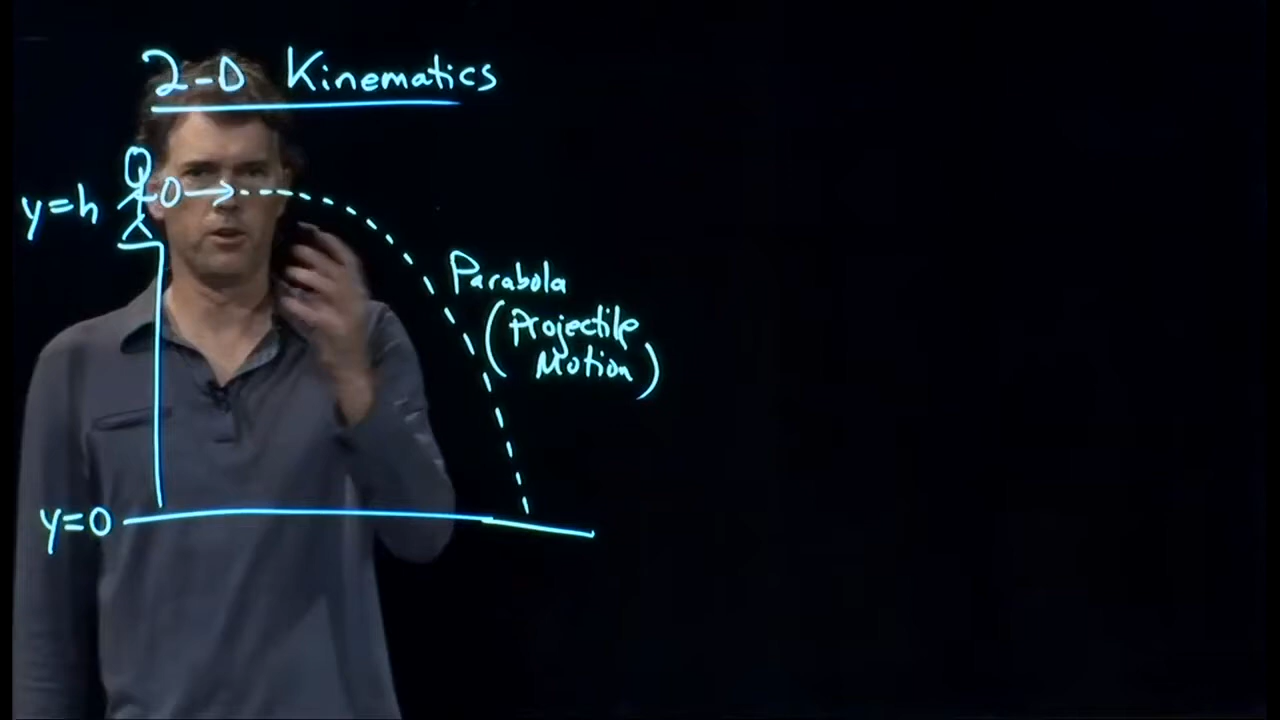 2-D Kinematics
y=h
Parabola
(Projectile
Motion)
y=0